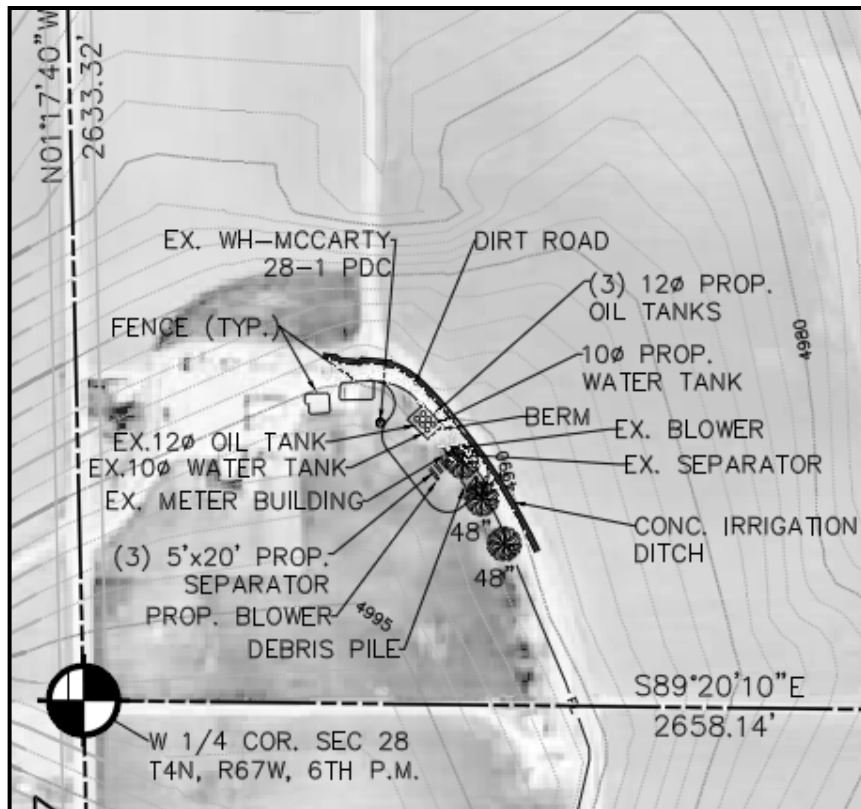 N01°17'40"W
2633.32'
EX. WH-MCCARTY
28-1 PDC
DIRT ROAD
(3) 12ø PROP.
OIL TANKS
FENCE (TYP.)
10ø PROP.
WATER TANK
4980
BERM
EX.12ø OIL TANK
EX. BLOWER
EX.10ø WATER TANK
EX. SEPARATOR
4990
EX. METER BUILDING
48"
CONC. IRRIGATION
DITCH
(3) 5'x20' PROP.
SEPARATOR
48"
PROP. BLOWER
4995
DEBRIS PILE
S89°20'10"E
2658.14'
W 1/4 COR. SEC 28
T4N, R67W, 6TH P.M.